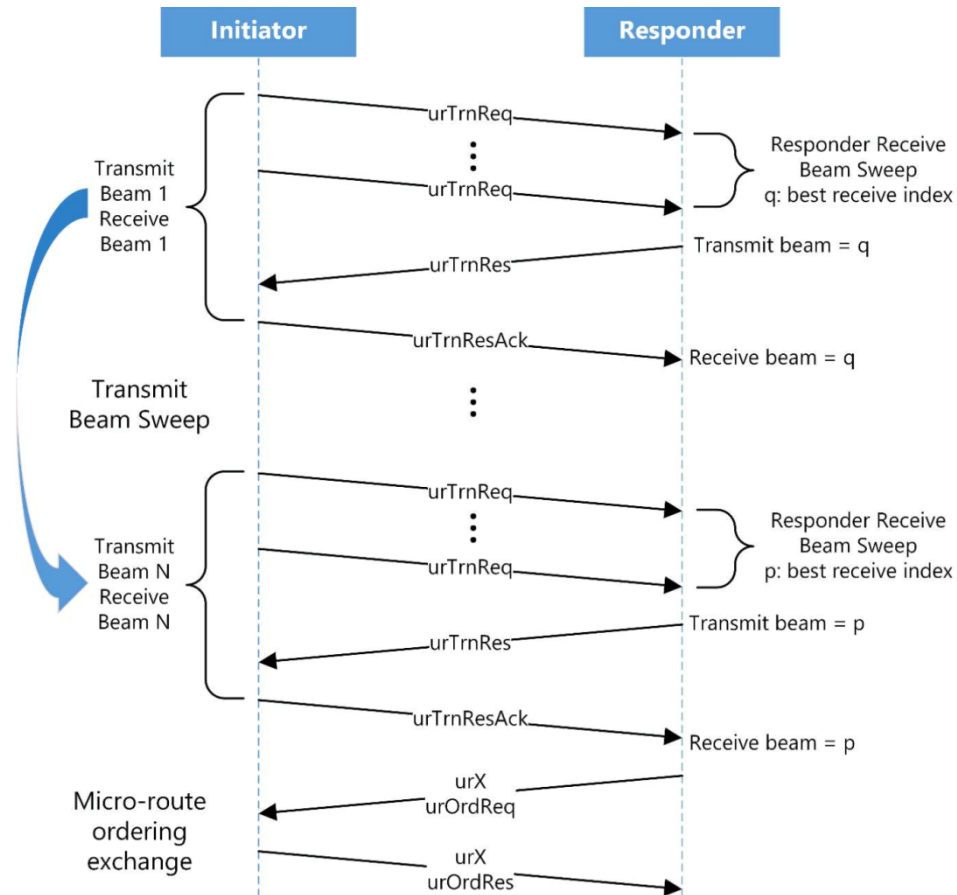 Initiator
Responder
urTrnReq
Transmit
Beam 1
Receive
Beam 1
urTrnReq
Responder Receive
Beam Sweep
q: best receive index
urTrnRes
Transmit beam = q
urTrnResAck
Receive beam = q
Transmit
Beam Sweep
urTrnReq
Transmit
Beam N
Receive
Beam N
urTrnReq
Responder Receive
Beam Sweep
p: best receive index
urTrnRes
Transmit beam = p
urTrnResAck
Receive beam = p
Micro-route
ordering
exchange
urX
urOrdReq
urX
urOrdRes